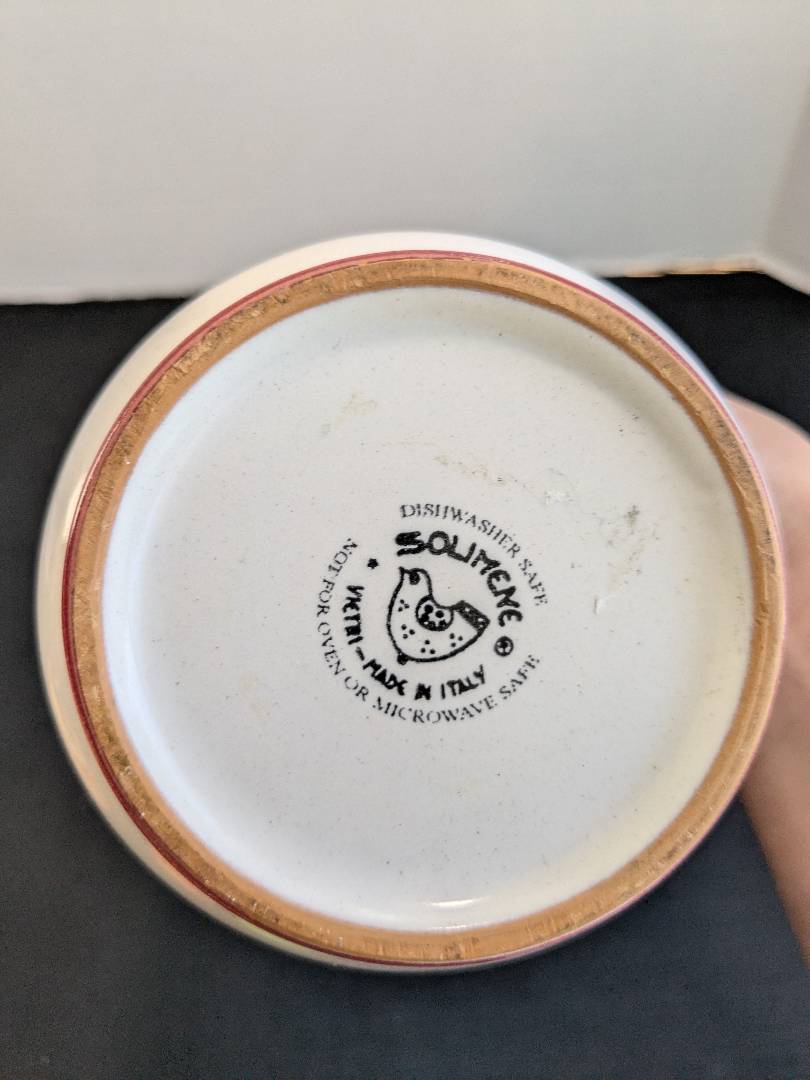 DISHWASHER SAFE
SOLIMENE
VIETRI - MADE IN ITALY
NOT FOR OVEN OR MICROWAVE SAFE